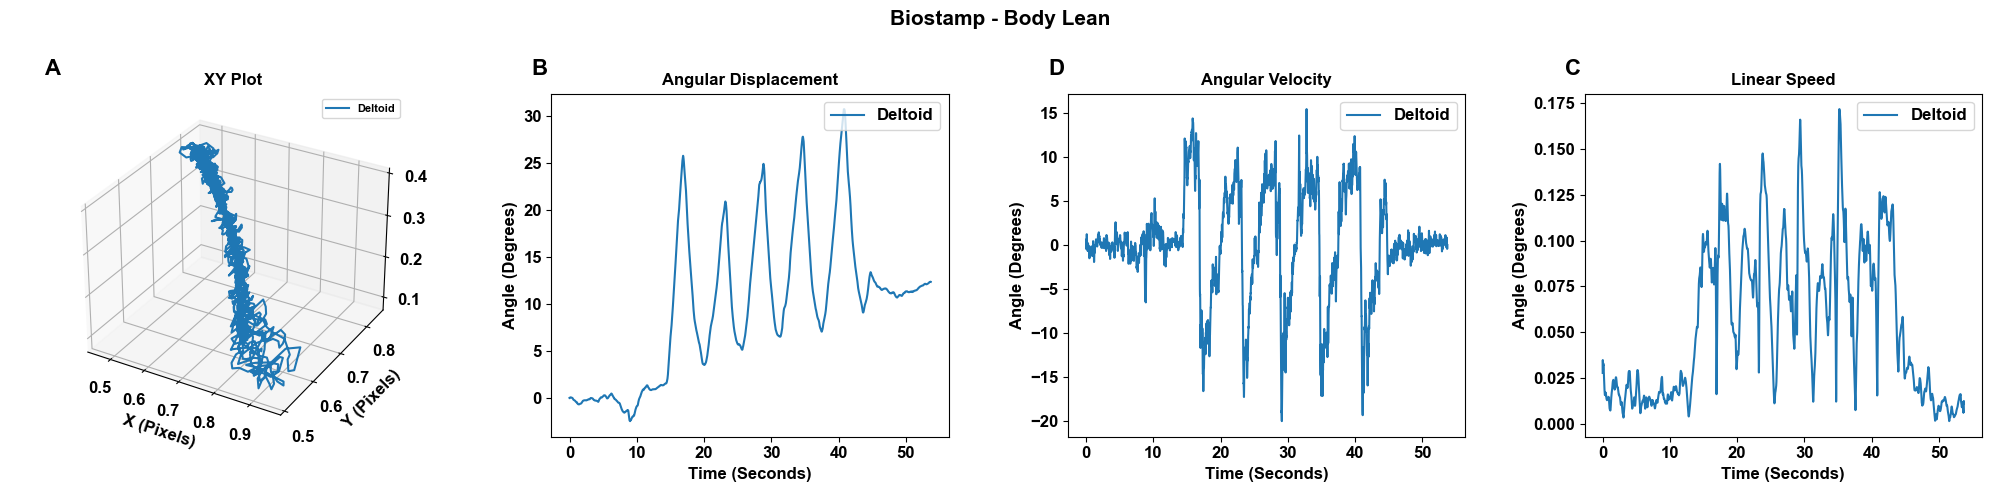 Biostamp - Body Lean
A
XY Plot
Deltoid
0.4
0.3
0.2
0.1
0.5
0.6
0.7
0.8
0.9
X (Pixels)
0.5
0.6
0.7
0.8
Y (Pixels)
B
Angular Displacement
Deltoid
30
25
20
15
10
5
0
Angle (Degrees)
0 10 20 30 40 50
Time (Seconds)
D
Angular Velocity
Deltoid
15
10
5
0
−5
−10
−15
−20
Angle (Degrees)
0 10 20 30 40 50
Time (Seconds)
C
Linear Speed
Deltoid
0.175
0.150
0.125
0.100
0.075
0.050
0.025
0.000
Angle (Degrees)
0 10 20 30 40 50
Time (Seconds)